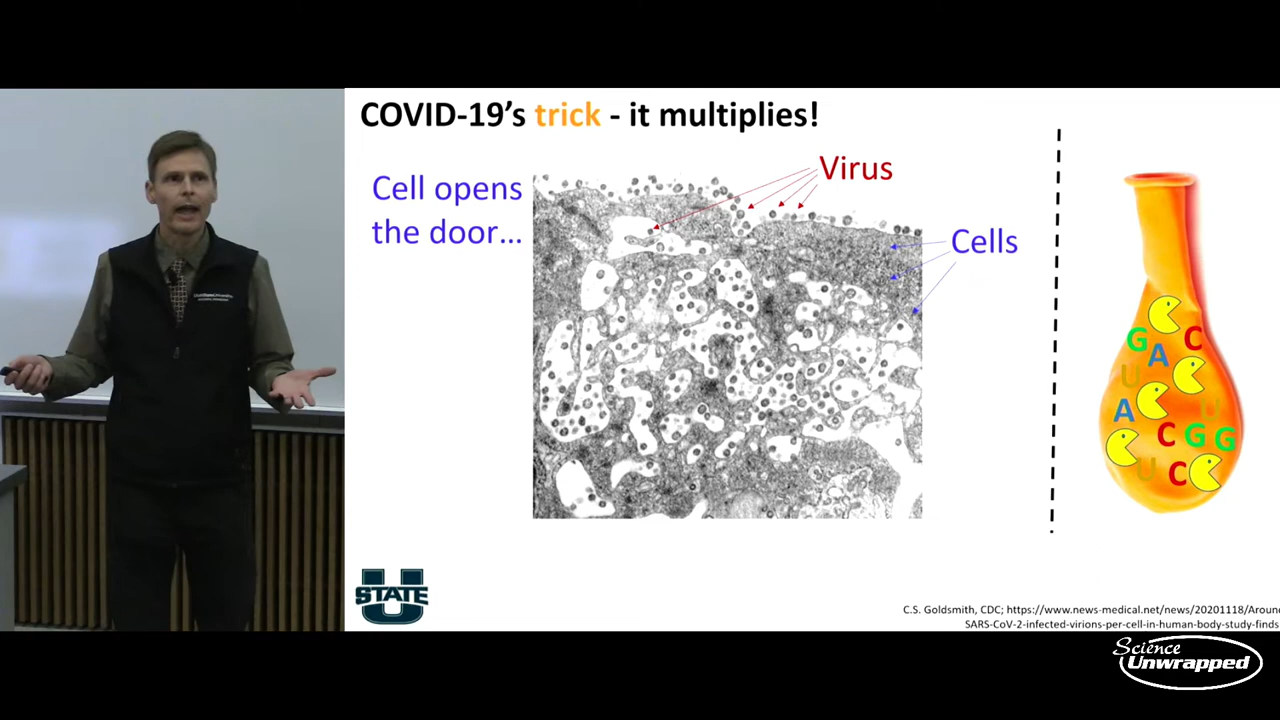 COVID-19’s trick - it multiplies!
Cell opens
the door...
Virus
Cells
G
C
A
U
A
U
C
G
G
U
C
U
STATE
C.S. Goldsmith, CDC; https://www.news-medical.net/news/20201118/Aroun
SARS-CoV-2-infected-virions-per-cell-in-human-body-study-finds
Science
Unwrapped